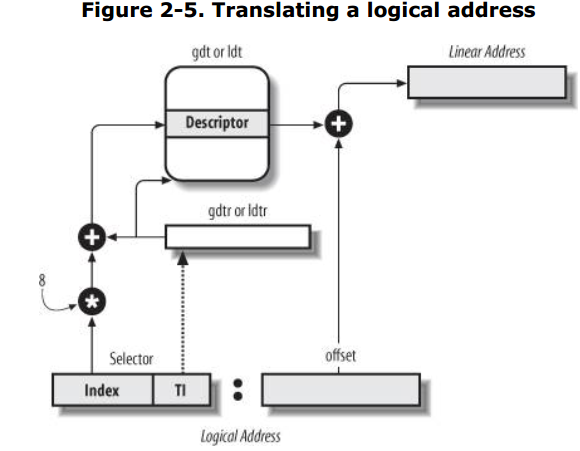 Figure 2-5. Translating a logical address
gdt or ldt
Linear Address
Descriptor
+
gdtr or ldtr
+
8
*
Selector
offset
Index
TI
:
Logical Address